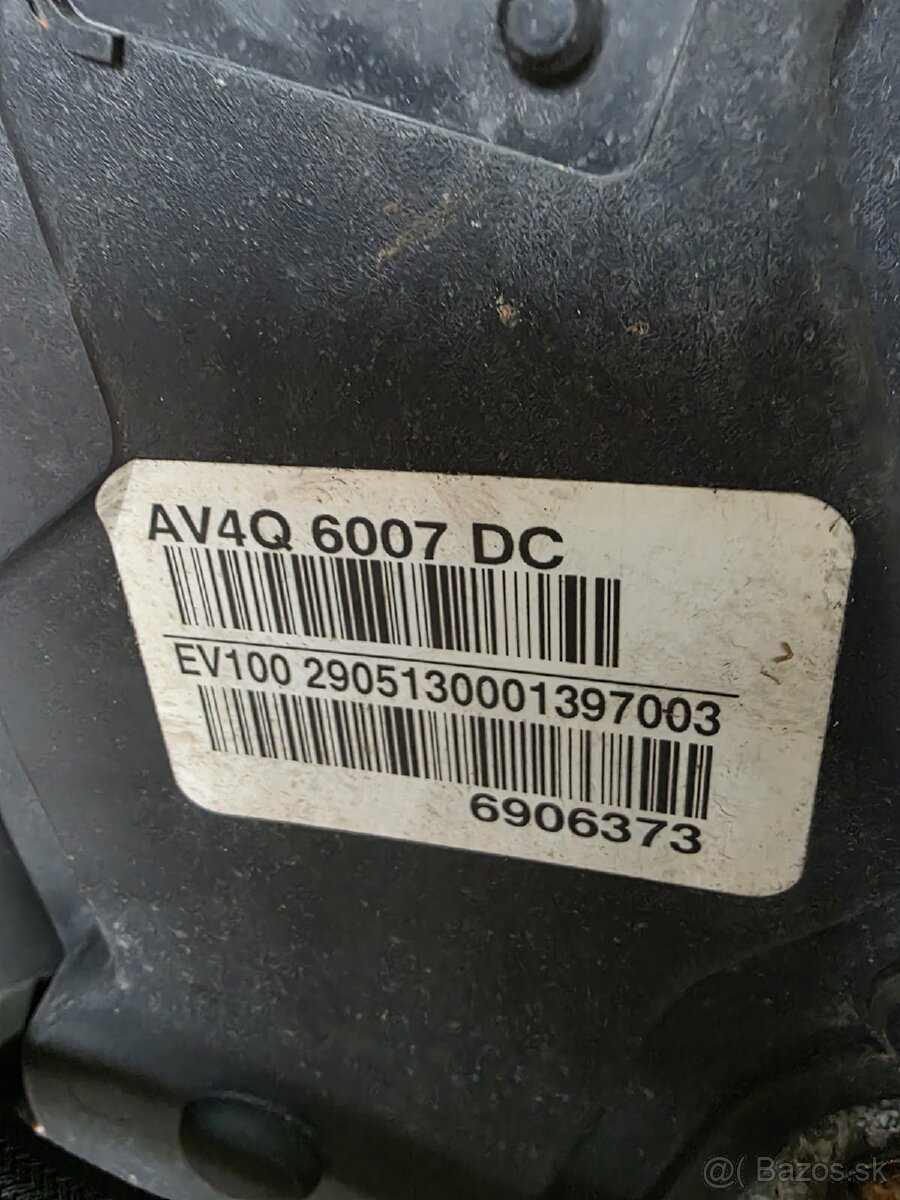 AV4Q 6007 DC
EV100 2905130001397003
6906373
@( Bazos.sk